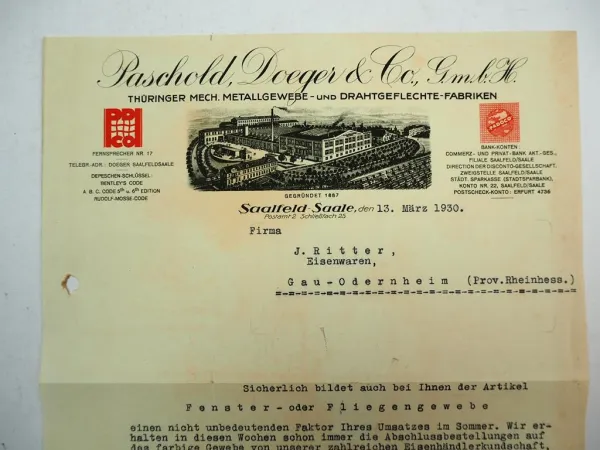 Paschold, Doeger & Co., G.m.b.H.
THÜRINGER MECH. METALLGEWEBE- UND DRAHTGEFLECHTE-FABRIKEN
FERNSPRECHER NR. 17
TELEGR.-ADR.: DOEGER SAALFELDSAALE
DEPESCHEN-SCHLÜSSEL:
BENTLEY'S CODE
A. B. C. CODE 5th u. 6th EDITION
RUDOLF-MOSSE-CODE
PADOCO
BANK-KONTEN:
COMMERZ- UND PRIVAT-BANK AKT.-GES.,
FILIALE SAALFELD/SAALE
DIRECTION DER DISCONTO-GESELLSCHAFT,
ZWEIGSTELLE SAALFELD/SAALE
STÄDT. SPARKASSE (STADTSPARBANK),
KONTO NR. 22, SAALFELD/SAALE
POSTSCHECK-KONTO: ERFURT 4736
GEGRÜNDET 1867
Saalfeld-Saale, den 13. März 1930.
Postamt 2 Schließfach 25
Firma
J. Ritter,
Eisenwaren,
Gau-Odernheim (Prov.Rheinhess.)
Sicherlich bildet auch bei Ihnen der Artikel
Fenster- oder Fliegengewebe
einen nicht unbedeutenden Faktor Ihres Umsatzes im Sommer. Wir er-
halten in diesen Wochen schon immer die Abschlussbestellungen auf
das farbige Gewebe von unserer zahlreichen Eisenhändlerkundschaft,